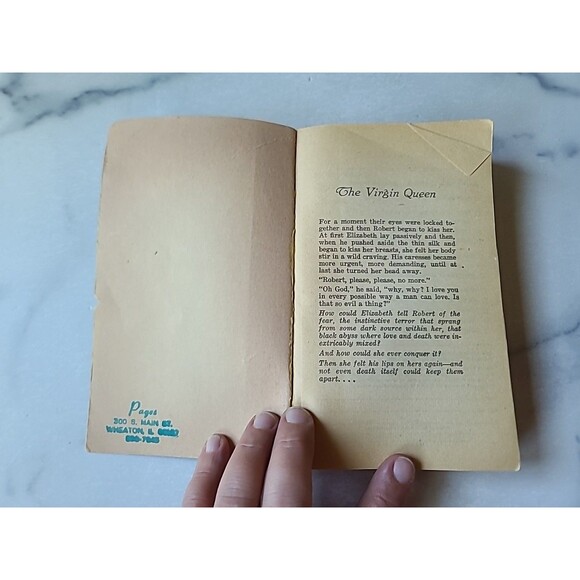 Pages
300 S. MAIN ST.
WHEATON, IL
The Virgin Queen
For a moment their eyes were locked to-
gether and then Robert began to kiss her.
At first Elizabeth lay passively and then,
when he pushed aside the thin silk and
began to kiss her breasts, she felt her body
stir in a wild craving. His caresses became
more urgent, more demanding, until at
last she turned her head away.
"Robert, please, please, no more."
"Oh God," he said, "why, why? I love you
in every possible way a man can love. Is
that so evil a thing?"
How could Elizabeth tell Robert of the
fear, the instinctive terror that sprang
from some dark source within her, that
black abyss where love and death were in-
extricably mixed?
And how could she ever conquer it?
Then she felt his lips on hers again—and
not even death itself could keep them
apart. . . .